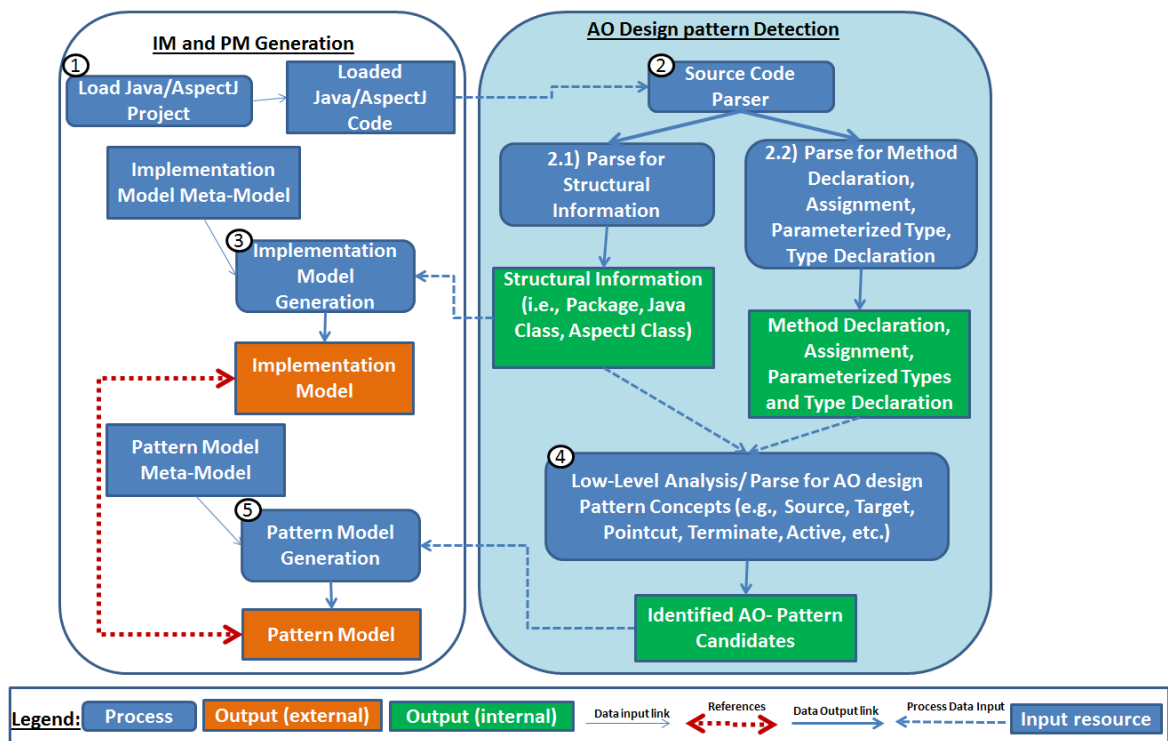 IM and PM Generation
1
Load Java/AspectJ
Project
Loaded
Java/AspectJ
Code
Implementation
Model Meta-Model
3
Implementation
Model
Generation
Implementation
Model
Pattern Model
Meta-Model
5
Pattern Model
Generation
Pattern Model
AO Design pattern Detection
2
Source Code
Parser
2.1) Parse for
Structural
Information
2.2) Parse for Method
Declaration,
Assignment,
Parameterized Type,
Type Declaration
Structural Information
(i.e., Package, Java
Class, AspectJ Class)
Method Declaration,
Assignment,
Parameterized Types
and Type Declaration
4
Low-Level Analysis/ Parse for AO design
Pattern Concepts (e.g., Source, Target,
Pointcut, Terminate, Active, etc.)
Identified AO- Pattern
Candidates
Legend:
Process
Output (external)
Output (internal)
Data input link
References
Data Output link
Process Data Input
Input resource